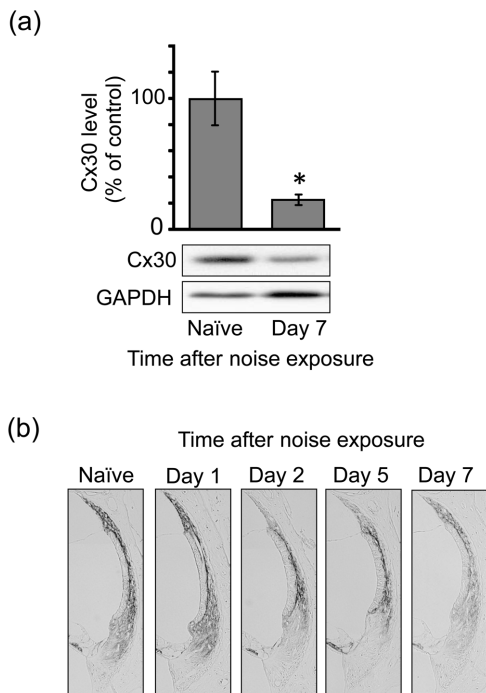 (a)
Cx30 level
(% of control)
100
0
*
Cx30
GAPDH
Naïve Day 7
Time after noise exposure
(b)
Time after noise exposure
Naïve Day 1 Day 2 Day 5 Day 7